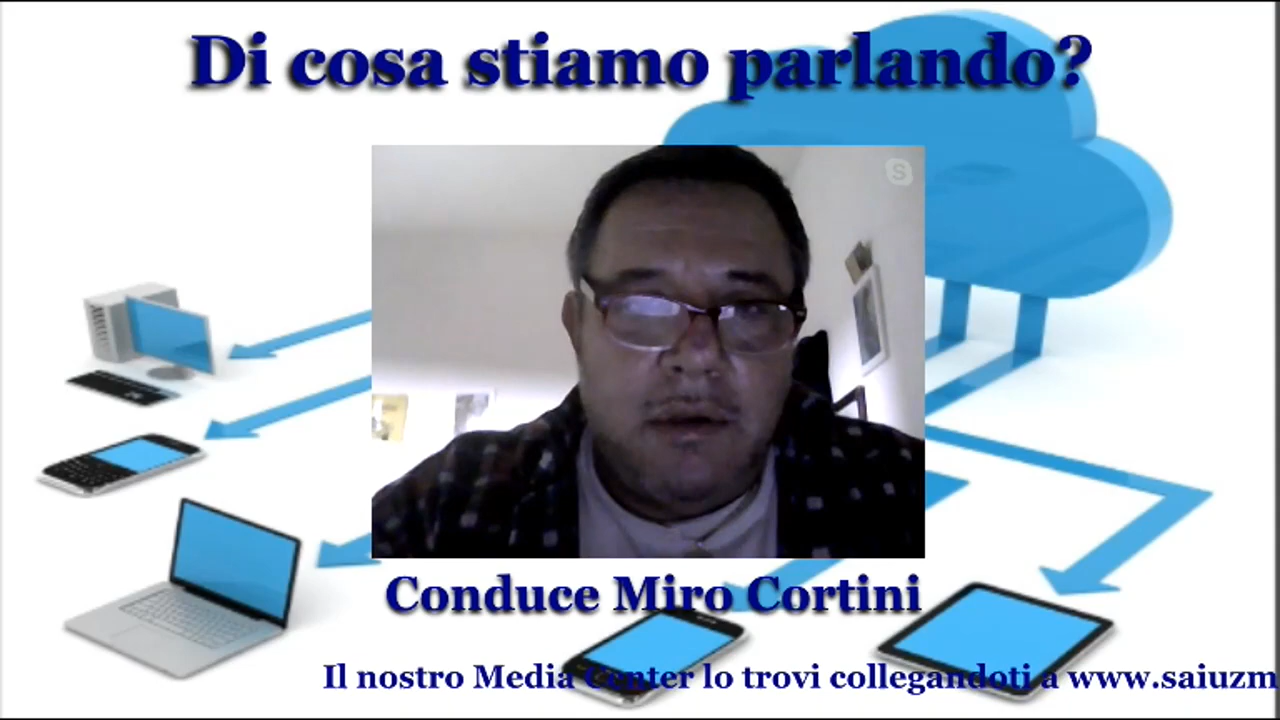 Di cosa stiamo parlando?
Conduce Miro Cortini
Il nostro Media Center lo trovi collegandoti a www.saiuzm